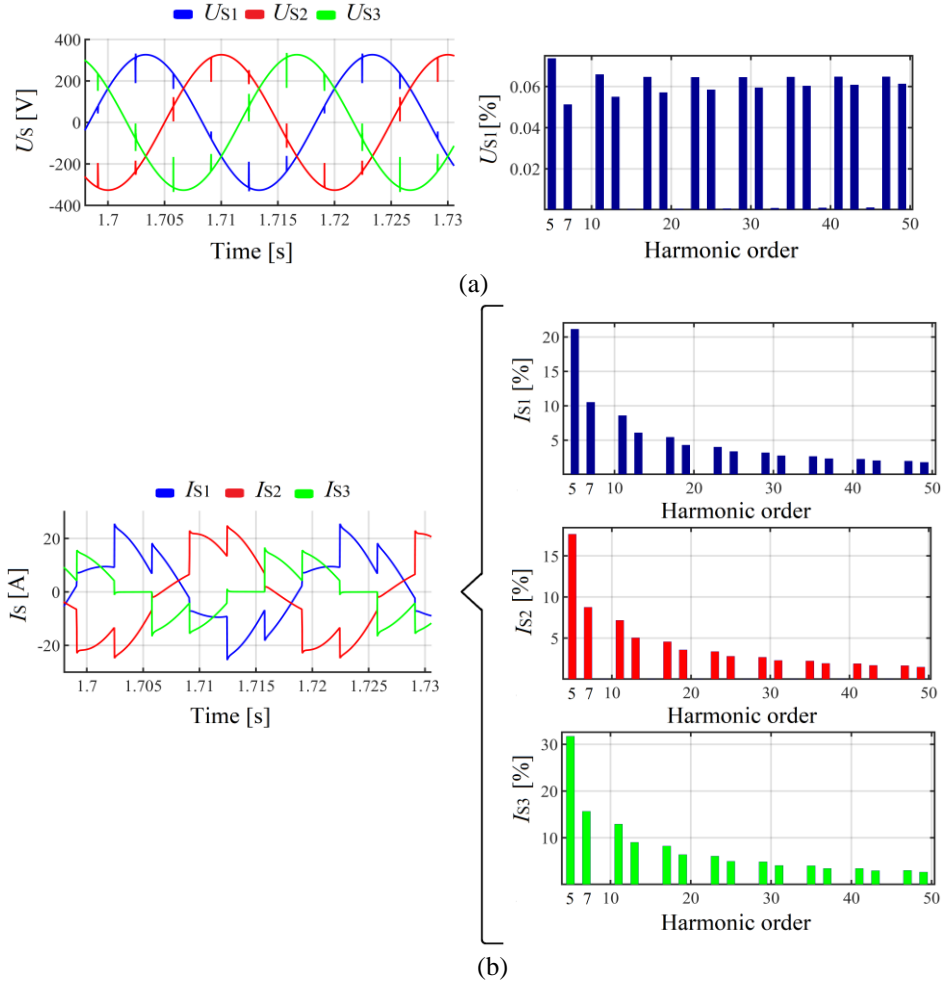 US1 US2 US3
400
200
0
-200
-400
US [V]
1.7 1.705 1.71 1.715 1.72 1.725 1.73
Time [s]
0.06
0.04
0.02
US1[%]
5 7 10 20 30 40 50
Harmonic order
(a)
IS1 IS2 IS3
20
0
-20
IS [A]
1.7 1.705 1.71 1.715 1.72 1.725 1.73
Time [s]
20
15
10
5
IS1 [%]
5 7 10 20 30 40 50
Harmonic order
15
10
5
IS2 [%]
5 7 10 20 30 40 50
Harmonic order
30
20
10
IS3 [%]
5 7 10 20 30 40 50
Harmonic order
(b)